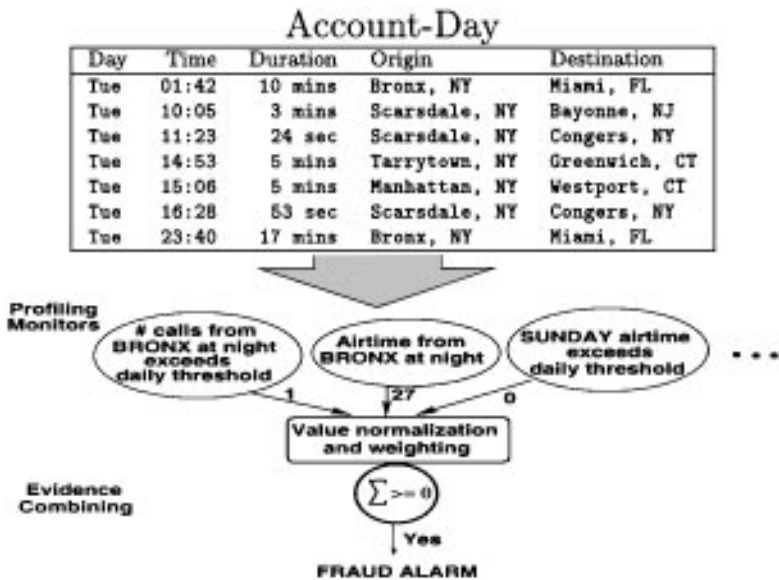 Account-Day
Day Time Duration Origin Destination
Tue 01:42 10 mins Bronx, NY Miami, FL
Tue 10:05 3 mins Scarsdale, NY Bayonne, NJ
Tue 11:23 24 sec Scarsdale, NY Congers, NY
Tue 14:53 5 mins Tarrytown, NY Greenwich, CT
Tue 15:06 5 mins Manhattan, NY Westport, CT
Tue 16:28 53 sec Scarsdale, NY Congers, NY
Tue 23:40 17 mins Bronx, NY Miami, FL
Profiling
Monitors
# calls from
BRONX at night
exceeds
daily threshold
Airtime from
BRONX at night
SUNDAY airtime
exceeds
daily threshold
• • •
1 27 0
Value normalization
and weighting
Evidence
Combining
∑ >= θ
Yes
FRAUD ALARM